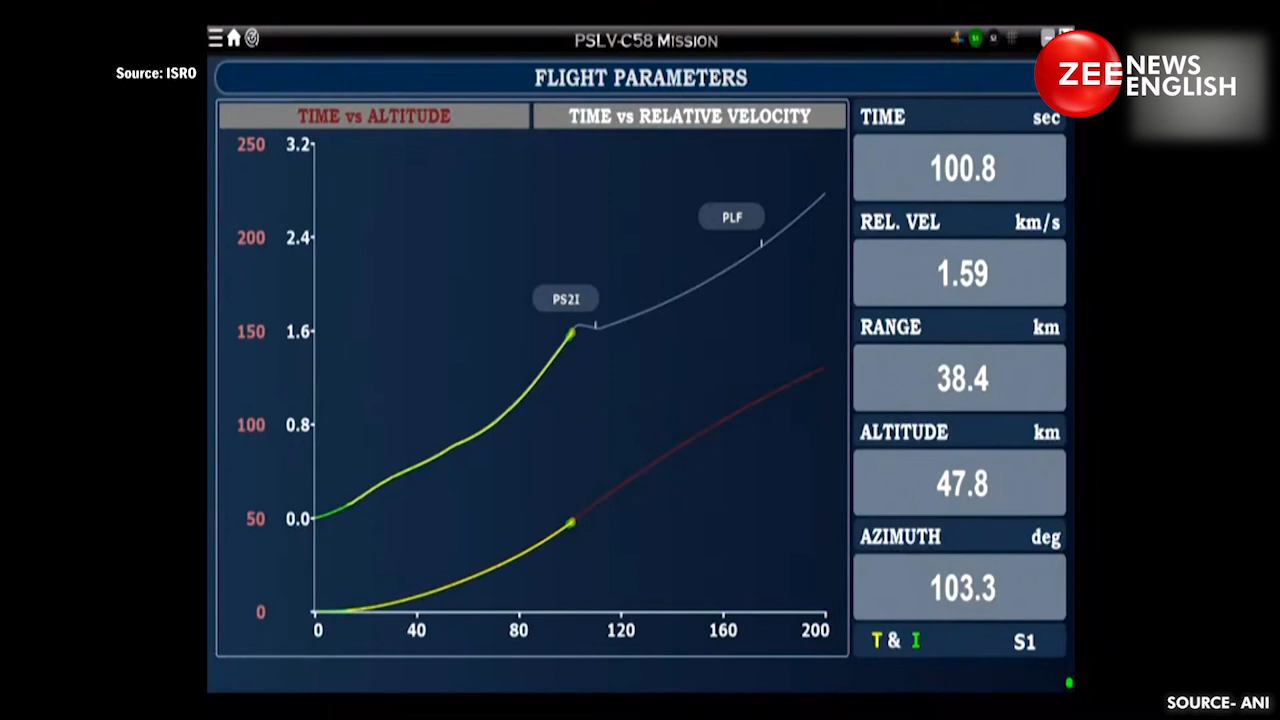 PSLV-C58 MISSION
Source: ISRO
ZEE NEWS
ENGLISH
FLIGHT PARAMETERS
TIME vs ALTITUDE
TIME vs RELATIVE VELOCITY
250 3.2
200 2.4
150 1.6
100 0.8
50 0.0
0
0 40 80 120 160 200
PS2I
PLF
TIME sec
100.8
REL. VEL km/s
1.59
RANGE km
38.4
ALTITUDE km
47.8
AZIMUTH deg
103.3
T & I S1
SOURCE- ANI